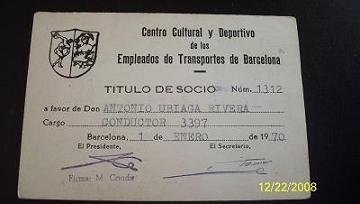 Centro Cultural y Deportivo
de los
Empleados de Transportes de Barcelona
TITULO DE SOCIO Núm. 1312
a favor de Don ANTONIO UBIAGA RIVERA
Cargo CONDUCTOR 3397
Barcelona, 1 de ENERO de 1970
El Presidente, El Secretario,
Firma: M. Conde
12/22/2008